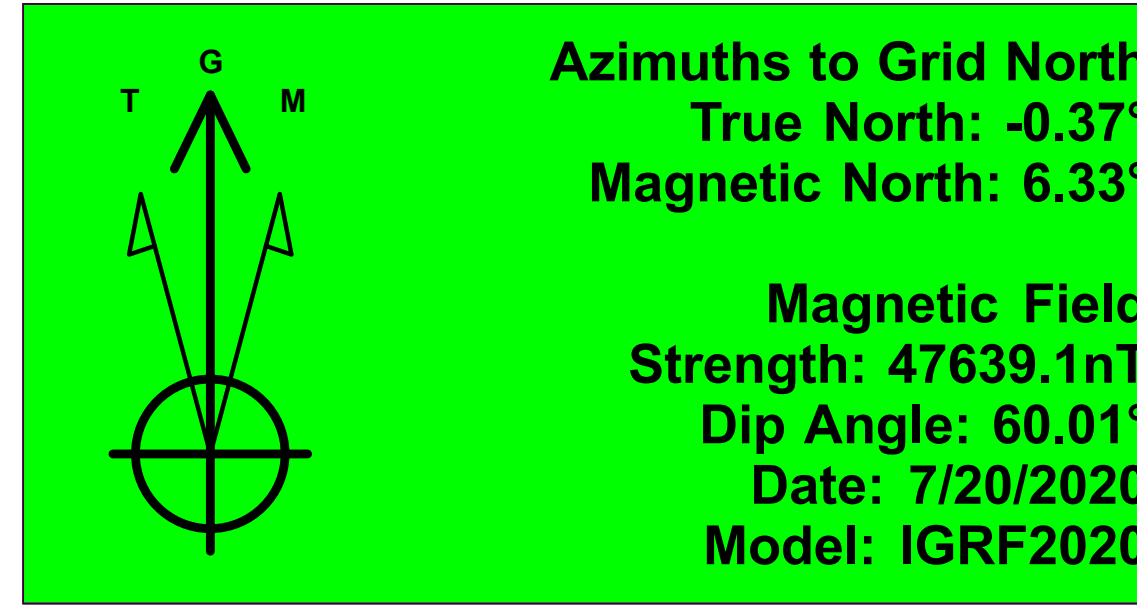 G
T M
Azimuths to Grid North
True North: -0.37°
Magnetic North: 6.33°
Magnetic Field
Strength: 47639.1nT
Dip Angle: 60.01°
Date: 7/20/2020
Model: IGRF2020